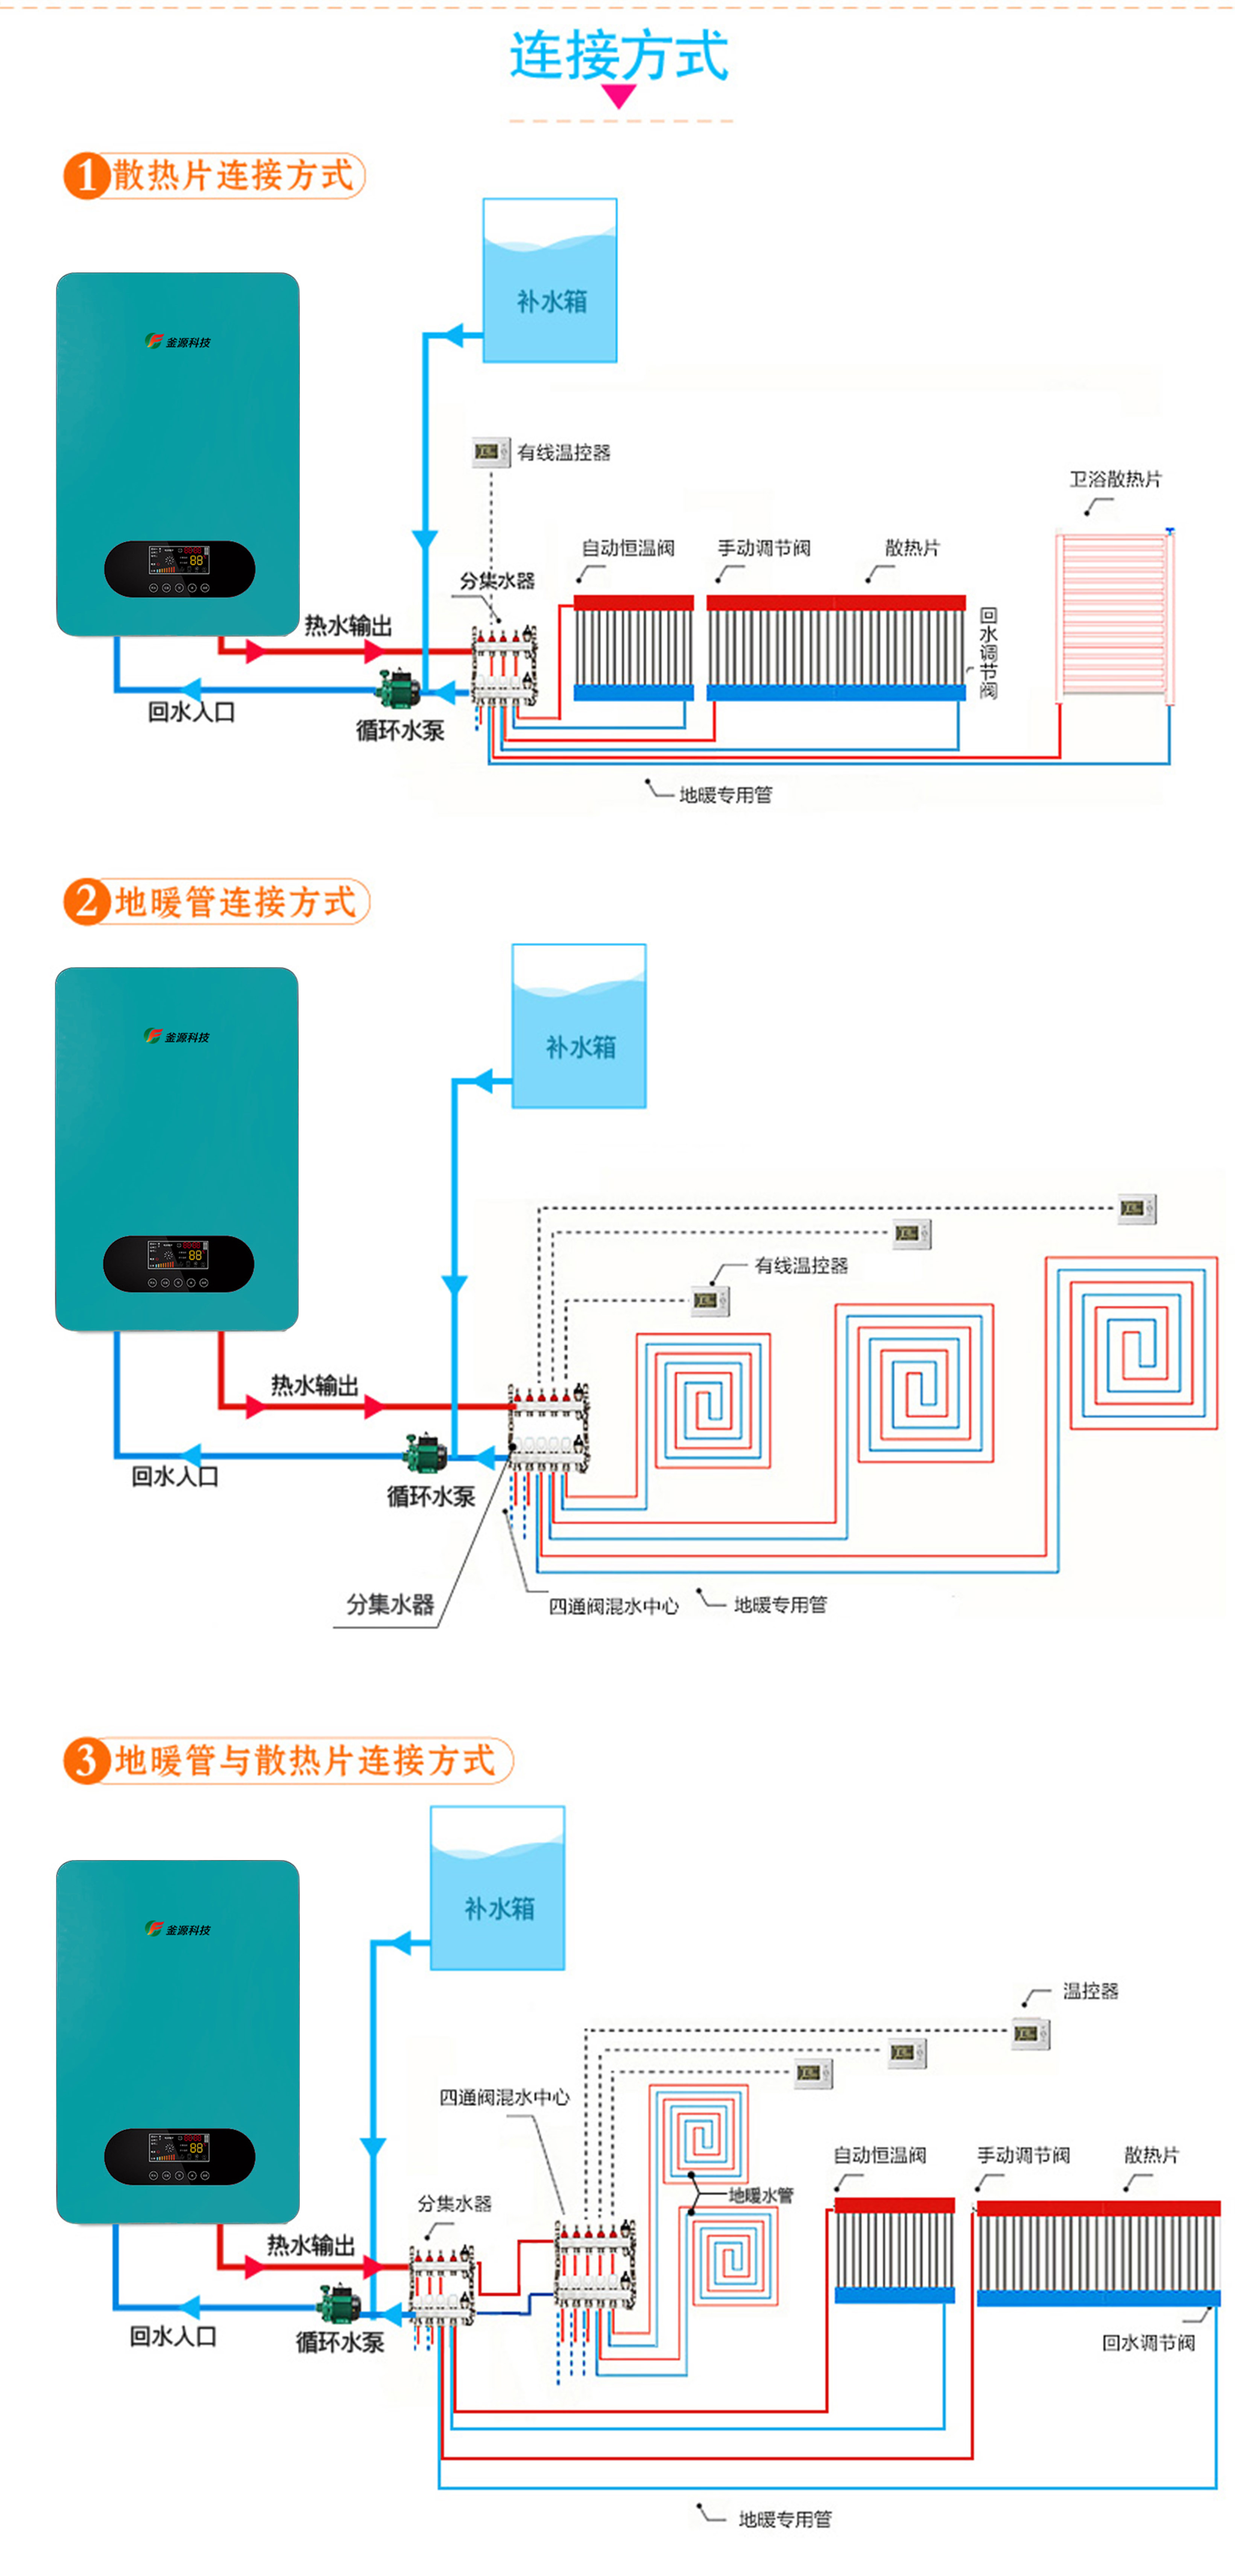 连接方式
1 散热片连接方式
补水箱
釜源科技
有线温控器
卫浴散热片
自动恒温阀
手动调节阀
散热片
分集水器
热水输出
回水调节阀
回水入口
循环水泵
地暖专用管
2 地暖管连接方式
釜源科技
补水箱
有线温控器
热水输出
回水入口
循环水泵
分集水器
四通阀混水中心
地暖专用管
3 地暖管与散热片连接方式
补水箱
釜源科技
温控器
四通阀混水中心
自动恒温阀
手动调节阀
散热片
地暖水管
分集水器
热水输出
回水入口
循环水泵
回水调节阀
地暖专用管